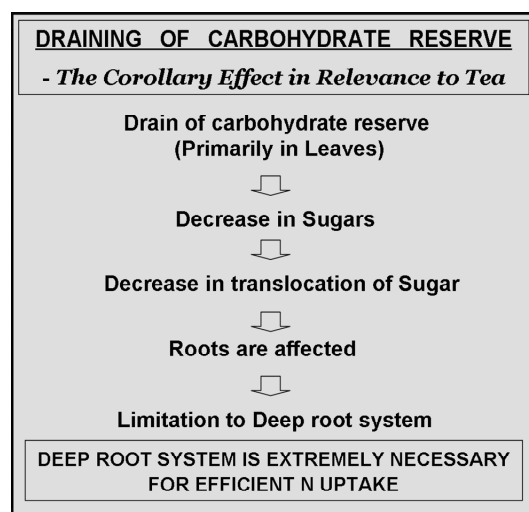 DRAINING OF CARBOHYDRATE RESERVE
- The Corollary Effect in Relevance to Tea
Drain of carbohydrate reserve
(Primarily in Leaves)
Decrease in Sugars
Decrease in translocation of Sugar
Roots are affected
Limitation to Deep root system
DEEP ROOT SYSTEM IS EXTREMELY NECESSARY
FOR EFFICIENT N UPTAKE